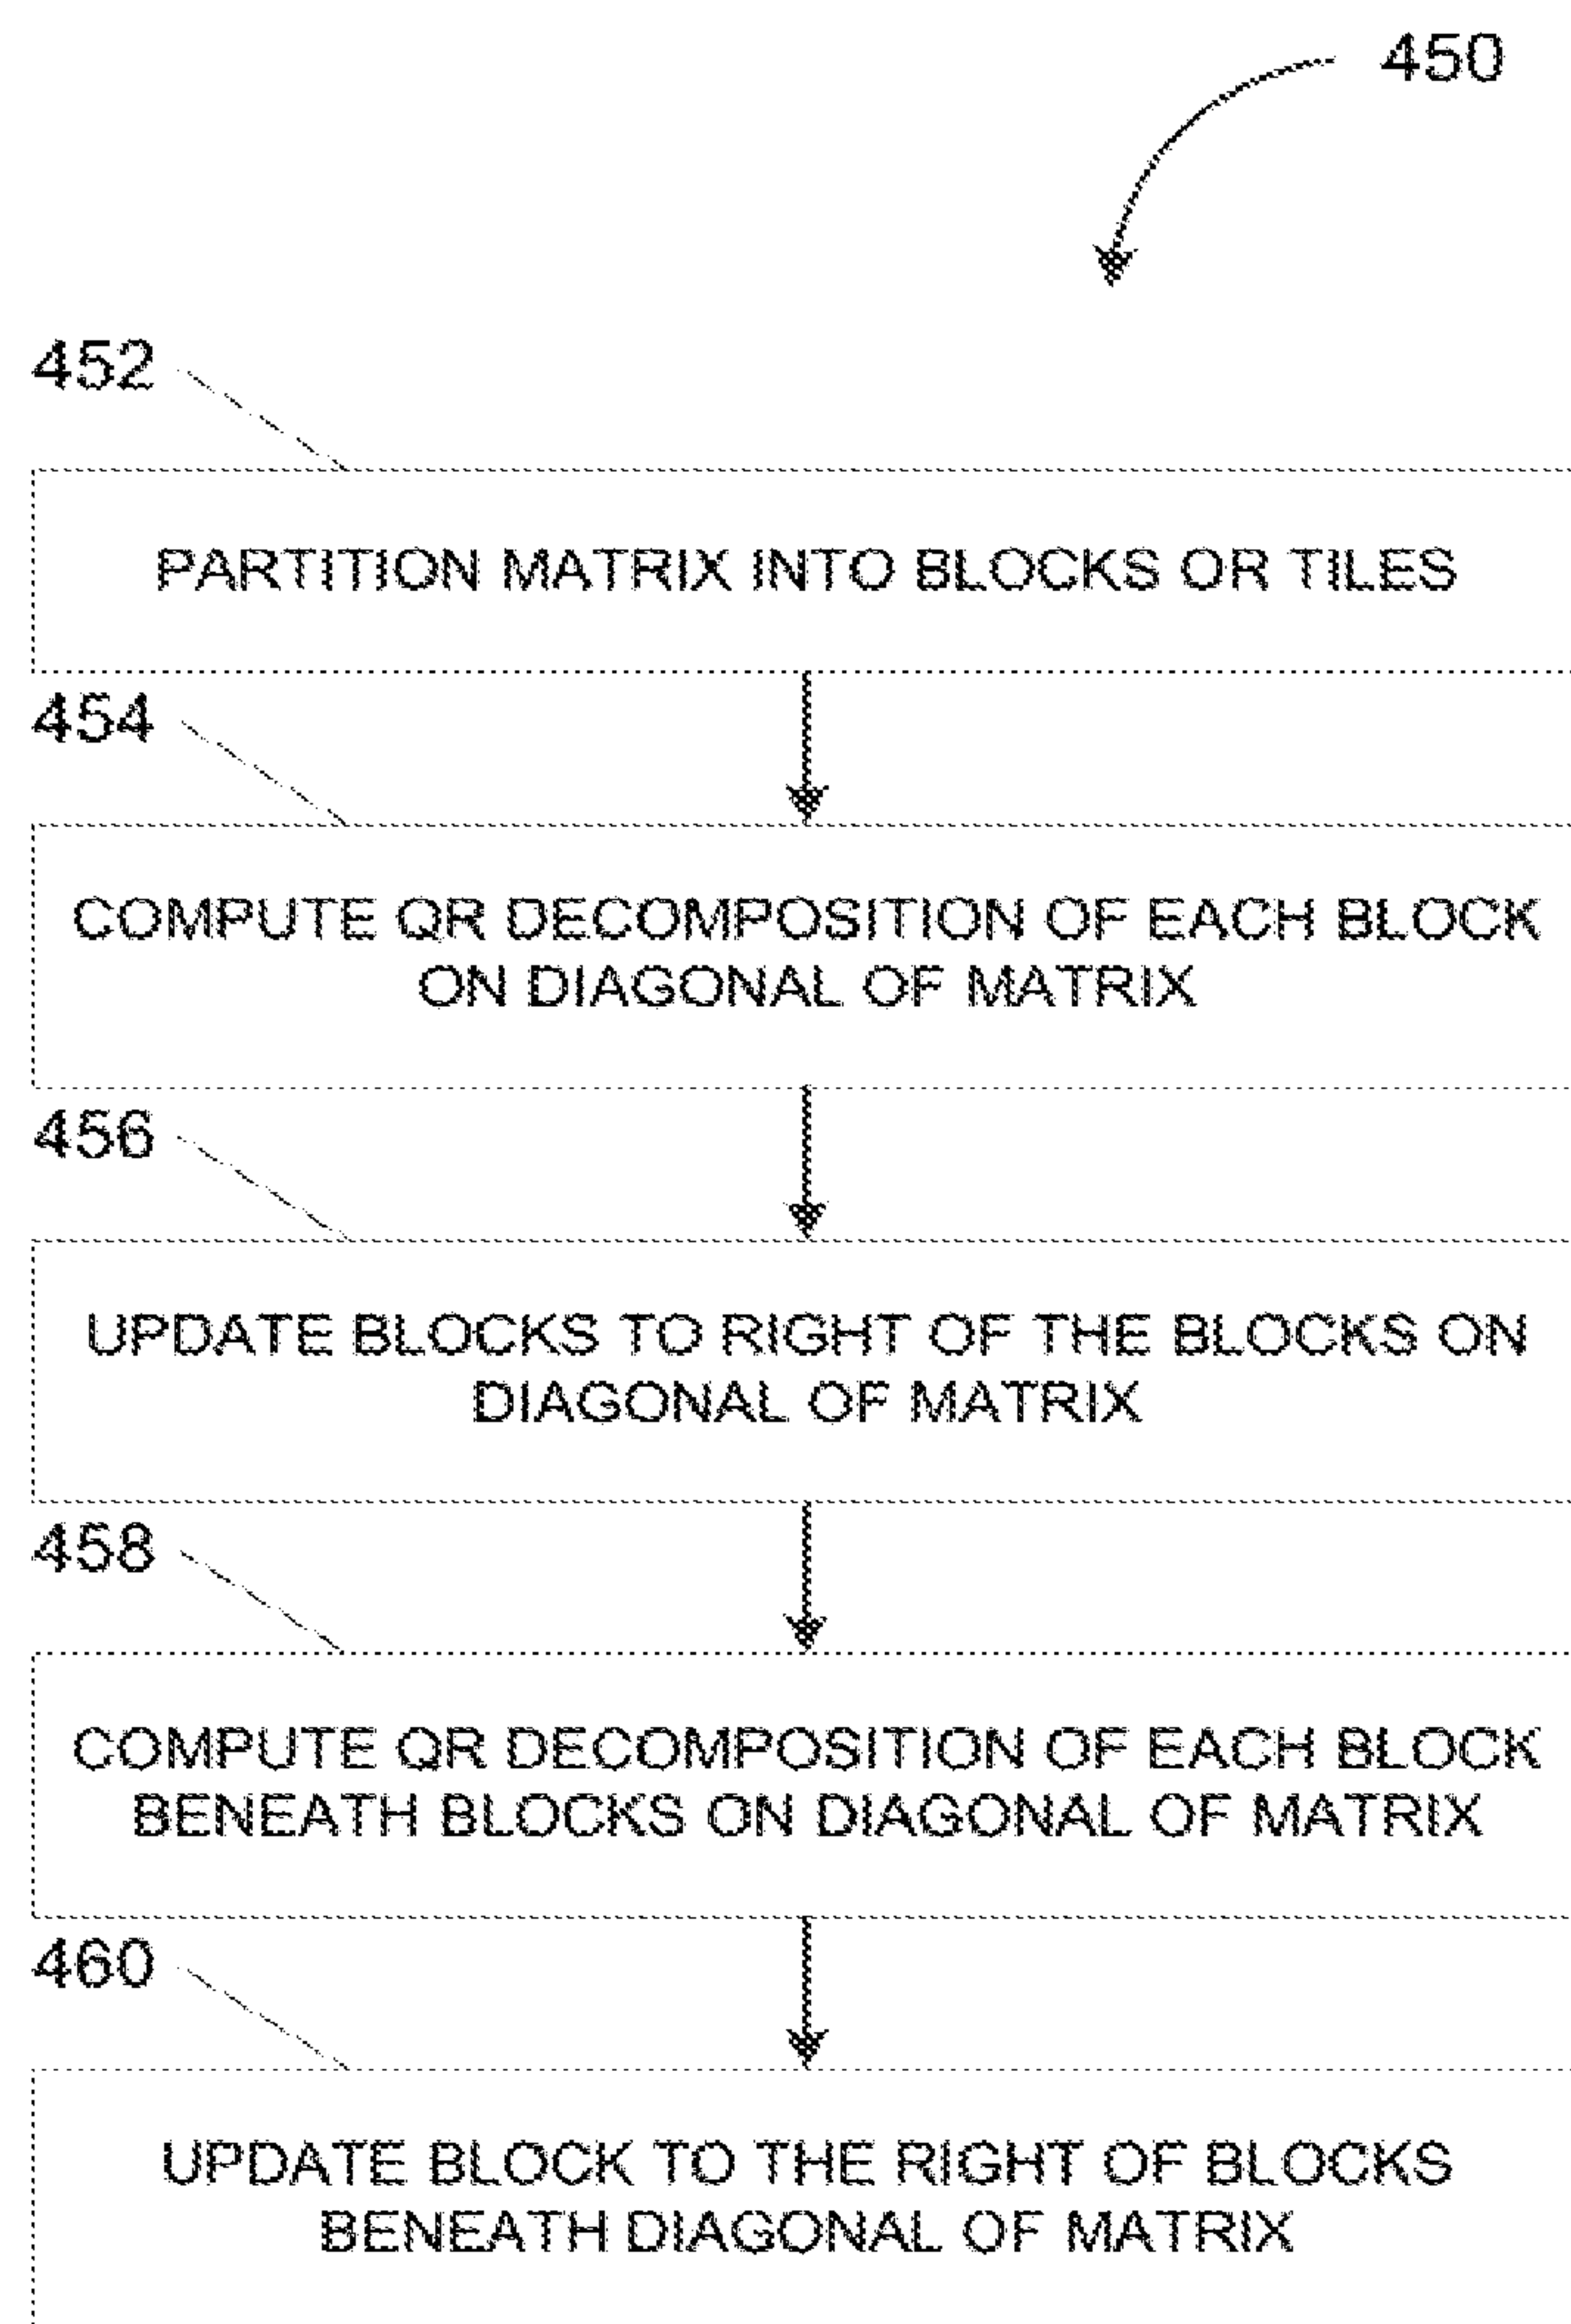 450
452
PARTITION MATRIX INTO BLOCKS OR TILES
454
COMPUTE QR DECOMPOSITION OF EACH BLOCK
ON DIAGONAL OF MATRIX
456
UPDATE BLOCKS TO RIGHT OF THE BLOCKS ON
DIAGONAL OF MATRIX
458
COMPUTE QR DECOMPOSITION OF EACH BLOCK
BENEATH BLOCKS ON DIAGONAL OF MATRIX
460
UPDATE BLOCK TO THE RIGHT OF BLOCKS
BENEATH DIAGONAL OF MATRIX